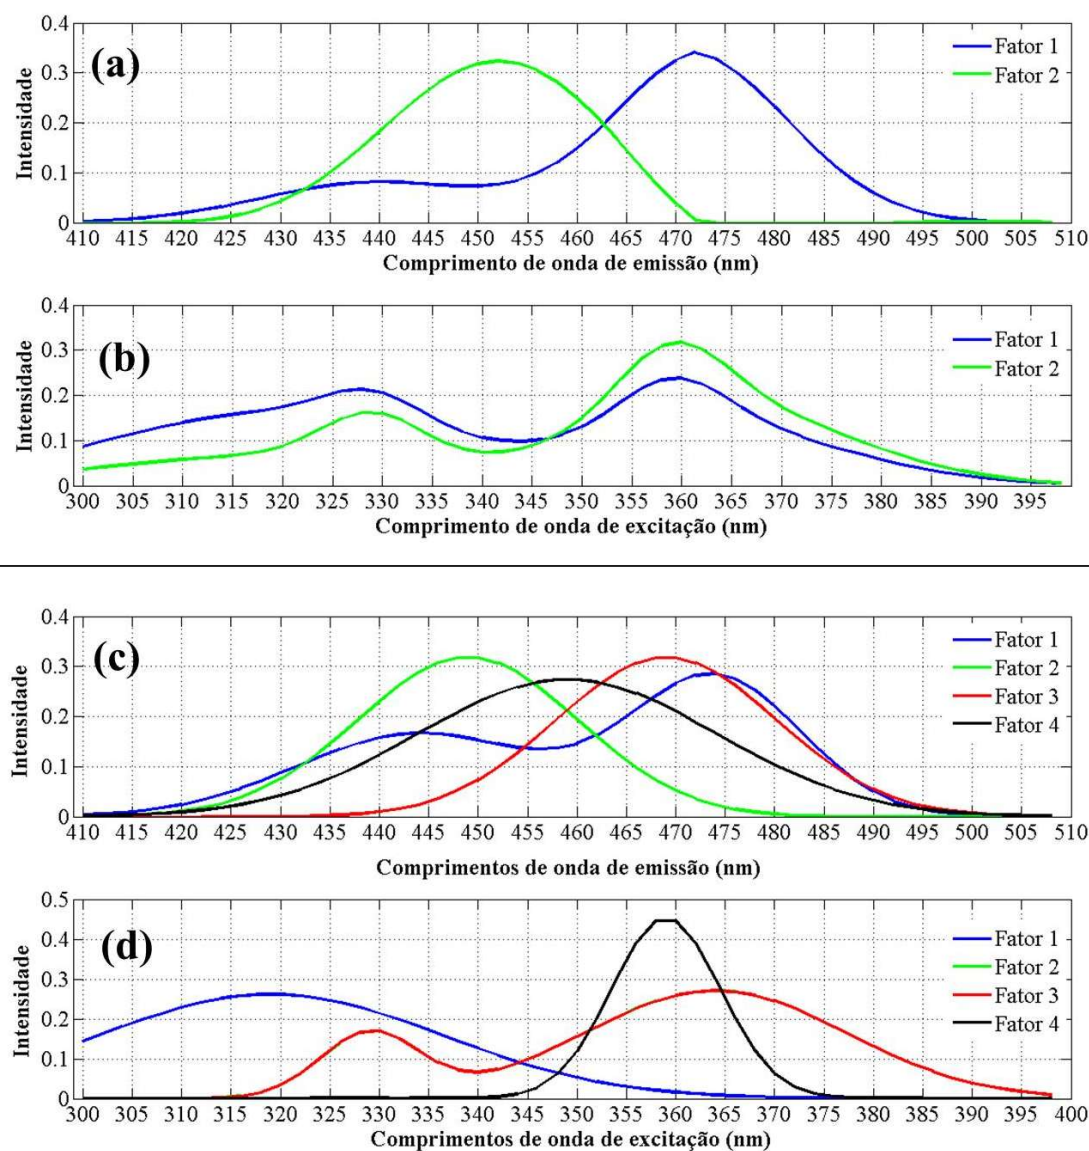 (a)
Fator 1
Fator 2
Intensidade
0.4
0.3
0.2
0.1
0
410 415 420 425 430 435 440 445 450 455 460 465 470 475 480 485 490 495 500 505 510
Comprimento de onda de emissão (nm)
(b)
Fator 1
Fator 2
Intensidade
0.4
0.3
0.2
0.1
0
300 305 310 315 320 325 330 335 340 345 350 355 360 365 370 375 380 385 390 395
Comprimento de onda de excitação (nm)
(c)
Fator 1
Fator 2
Fator 3
Fator 4
Intensidade
0.4
0.3
0.2
0.1
0
410 415 420 425 430 435 440 445 450 455 460 465 470 475 480 485 490 495 500 505 510
Comprimentos de onda de emissão (nm)
(d)
Fator 1
Fator 2
Fator 3
Fator 4
Intensidade
0.5
0.4
0.3
0.2
0.1
0
300 305 310 315 320 325 330 335 340 345 350 355 360 365 370 375 380 385 390 395 400
Comprimentos de onda de excitação (nm)